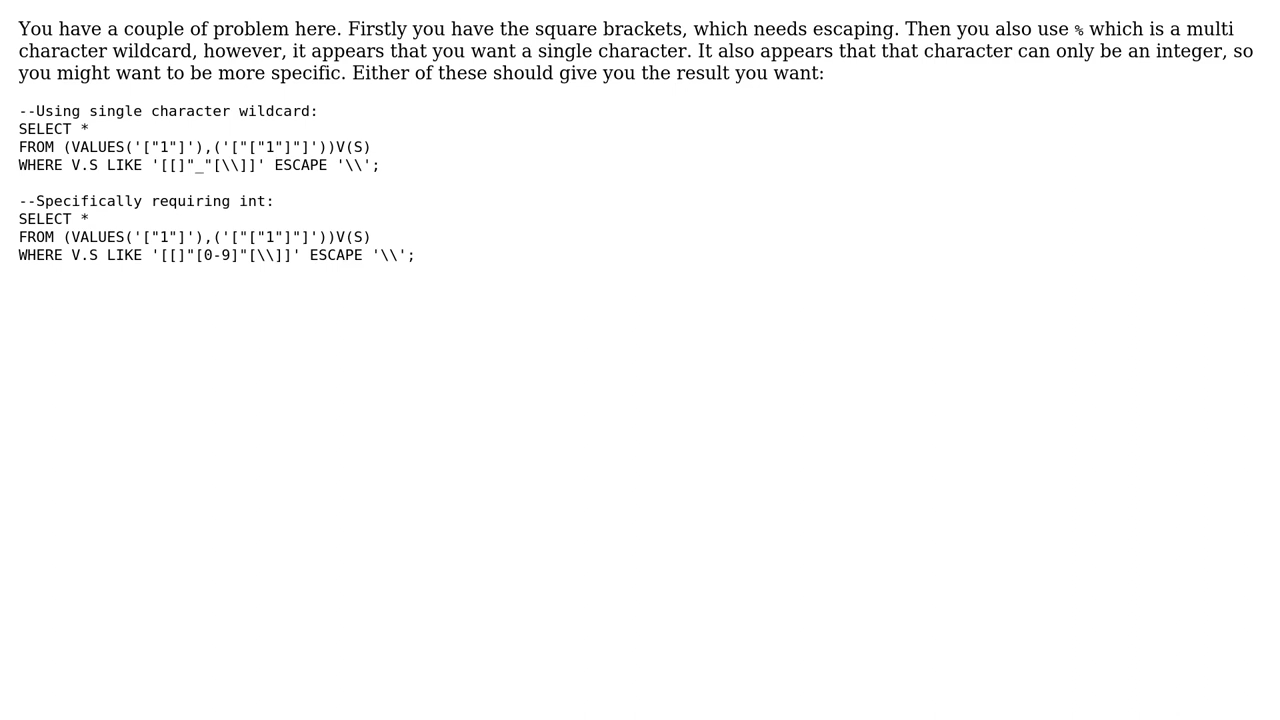 You have a couple of problem here. Firstly you have the square brackets, which needs escaping. Then you also use % which is a multi
character wildcard, however, it appears that you want a single character. It also appears that that character can only be an integer, so
you might want to be more specific. Either of these should give you the result you want:
--Using single character wildcard:
SELECT *
FROM (VALUES('["1"]'),('["["1"]"]'))V(S)
WHERE V.S LIKE '[[]"_"[\\]]' ESCAPE '\\';
--Specifically requiring int:
SELECT *
FROM (VALUES('["1"]'),('["["1"]"]'))V(S)
WHERE V.S LIKE '[[]"[0-9]"[\\]]' ESCAPE '\\';